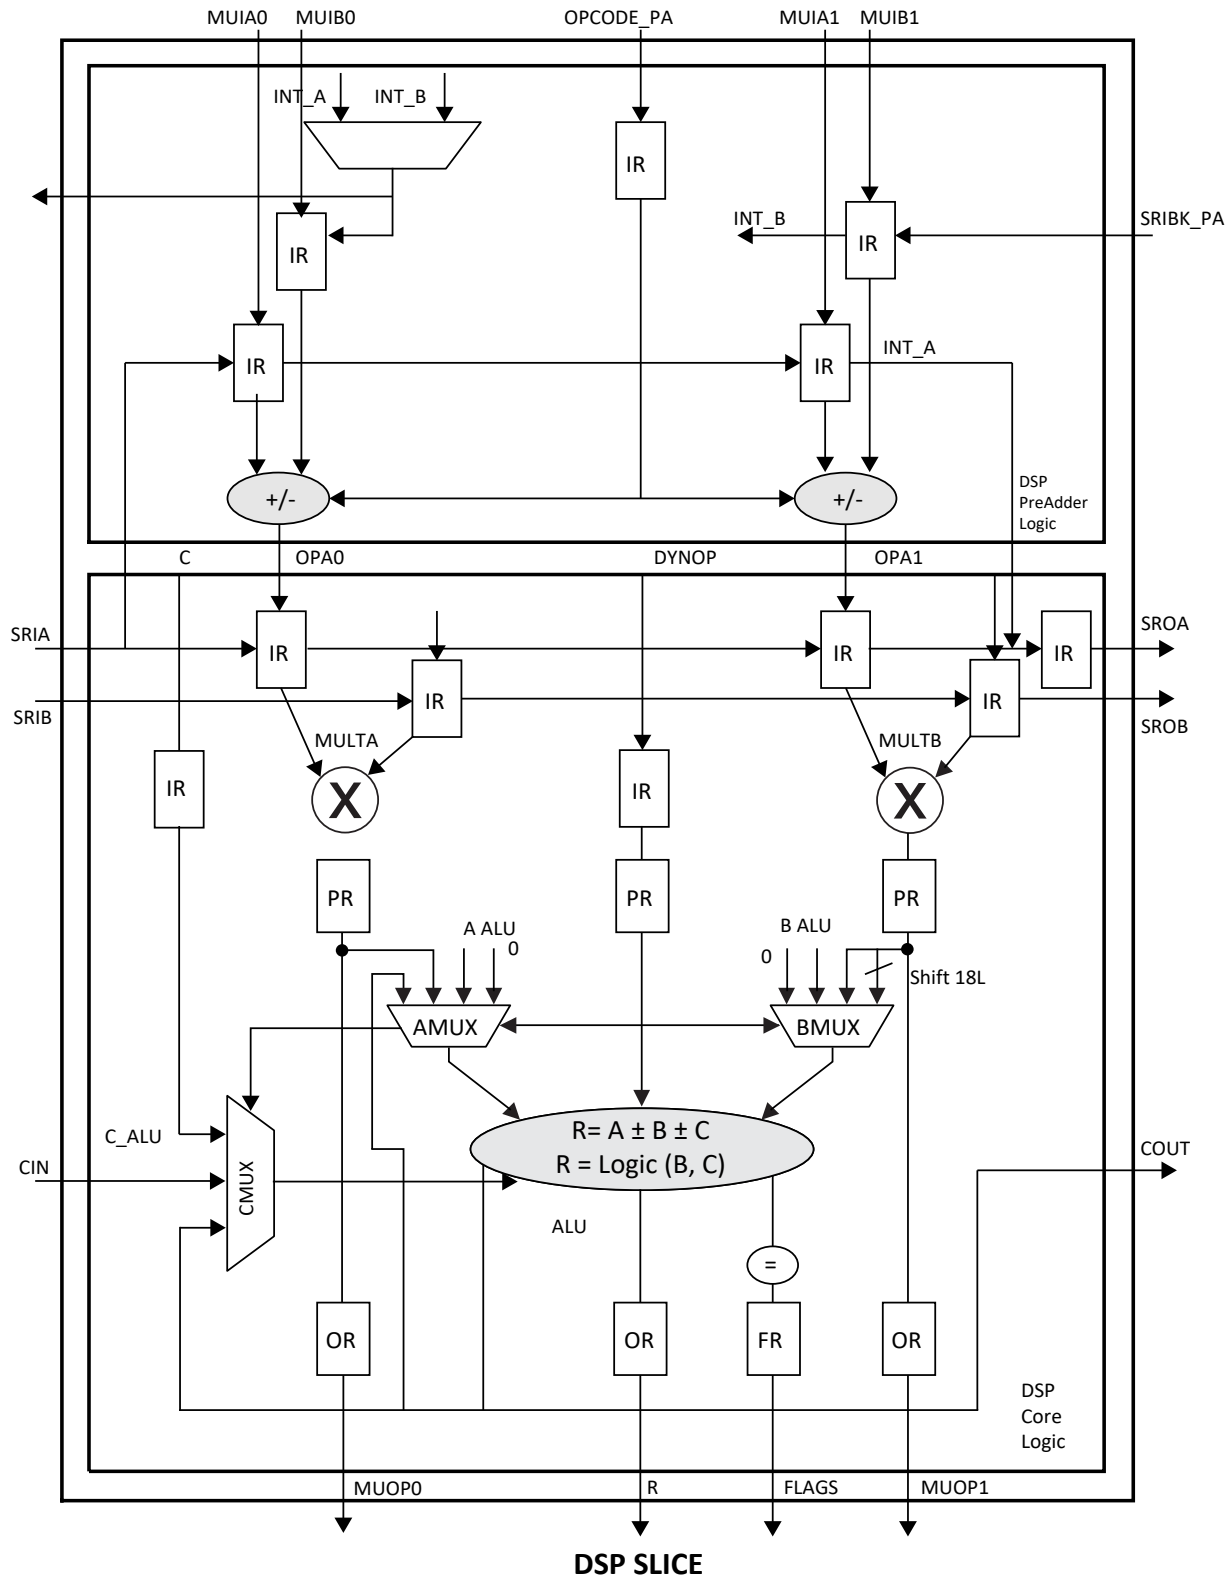 MUIA0 MUIB0 OPCODE_PA MUIA1 MUIB1
INT_A INT_B
IR
IR
INT_B
IR
SRIBK_PA
IR
IR
IR
INT_A
+/-
+/-
DSP
PreAdder
Logic
C OPA0 DYNOP OPA1
SRIA
IR
IR
IR
SROA
SRIB
IR
IR
SROB
MULTA
MULTB
IR
X
IR
X
PR
PR
PR
A ALU
0
B ALU
0
Shift 18L
AMUX
BMUX
R= A ± B ± C
R = Logic (B, C)
C_ALU
CIN
CMUX
COUT
ALU
=
OR
OR
FR
OR
DSP
Core
Logic
MUOP0 R FLAGS MUOP1
DSP SLICE